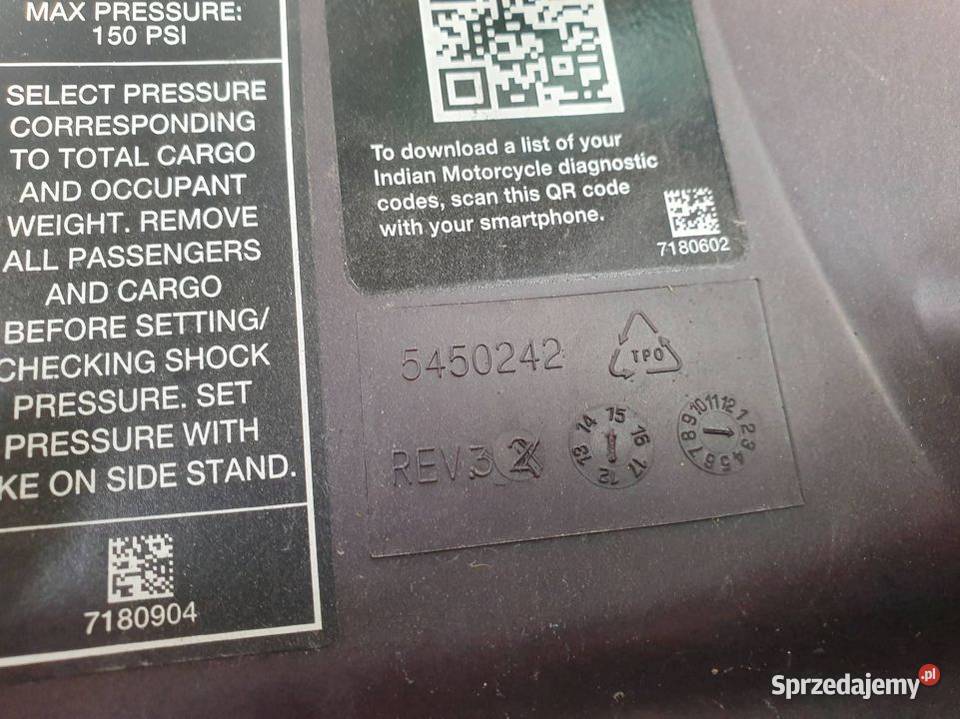 MAX PRESSURE:
150 PSI
SELECT PRESSURE
CORRESPONDING
TO TOTAL CARGO
AND OCCUPANT
WEIGHT. REMOVE
ALL PASSENGERS
AND CARGO
BEFORE SETTING/
CHECKING SHOCK
PRESSURE. SET
PRESSURE WITH
KE ON SIDE STAND.
7180904
To download a list of your
Indian Motorcycle diagnostic
codes, scan this QR code
with your smartphone.
7180602
5450242
TPO
REV.3
12 13 14 15 16 17
1 2 3 4 5 6 7 8 9 10 11 12
Sprzedajemy.pl